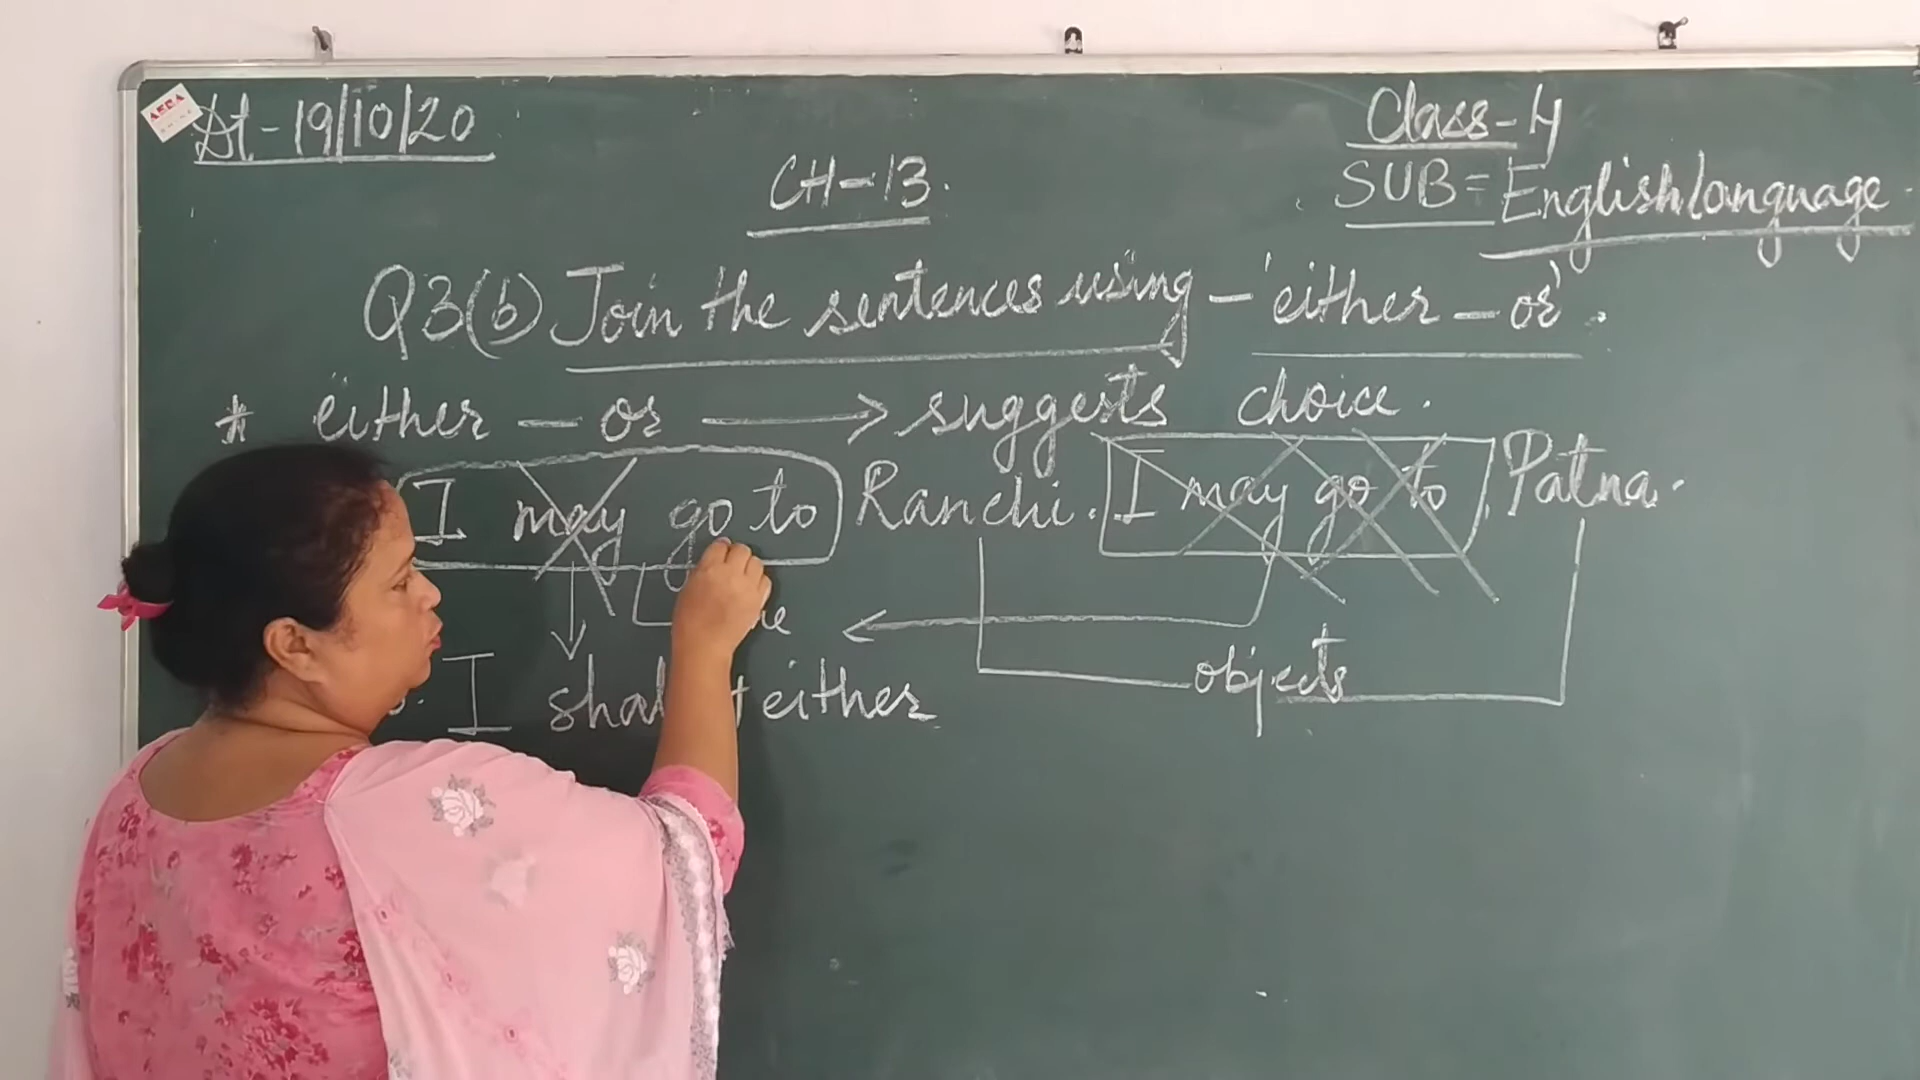 Dt - 19/10/20
Class - 4
CH - 13.
SUB = English language.
Q3(b) Join the sentences using - 'either - or'.
* either - or → suggests choice.
I may go to Ranchi. I may go to Patna.
objects
I either